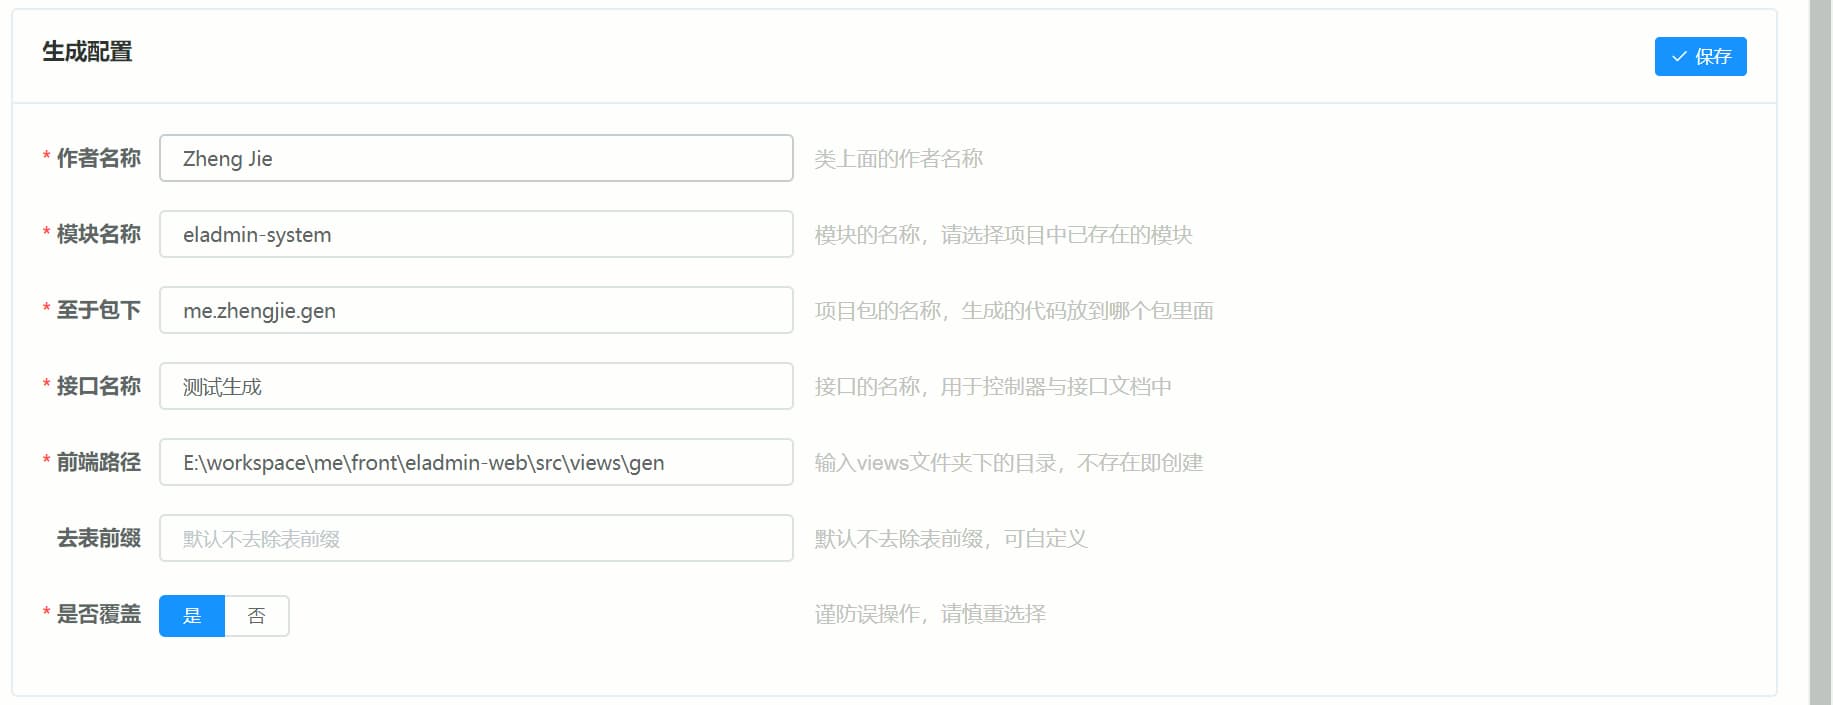 生成配置
保存
* 作者名称 Zheng Jie 类上面的作者名称
* 模块名称 eladmin-system 模块的名称，请选择项目中已存在的模块
* 至于包下 me.zhengjie.gen 项目包的名称，生成的代码放到哪个包里面
* 接口名称 测试生成 接口的名称，用于控制器与接口文档中
* 前端路径 E:\workspace\me\front\eladmin-web\src\views\gen 输入views文件夹下的目录，不存在即创建
去表前缀 默认不去除表前缀 默认不去除表前缀，可自定义
* 是否覆盖 是 否 谨防误操作，请慎重选择